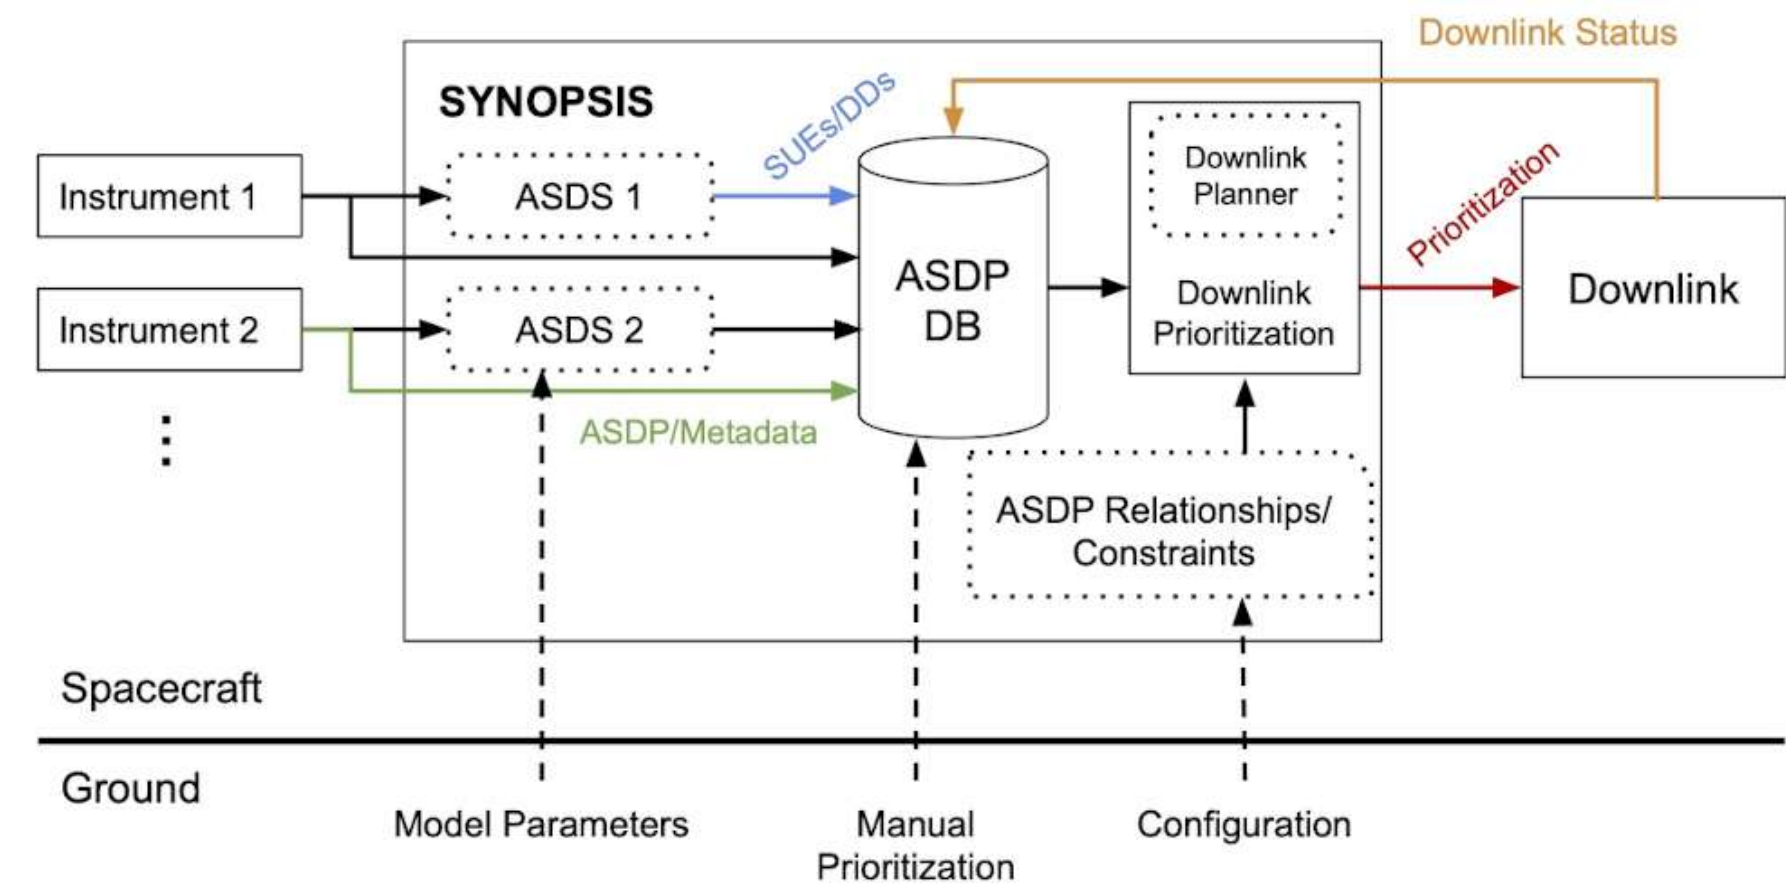 Downlink Status
SYNOPSIS
SUEs/DDs
Instrument 1
ASDS 1
Downlink
Planner
Prioritization
ASDP
DB
Downlink
Prioritization
Downlink
Instrument 2
ASDS 2
ASDP/Metadata
ASDP Relationships/
Constraints
Spacecraft
Ground
Model Parameters
Manual
Prioritization
Configuration